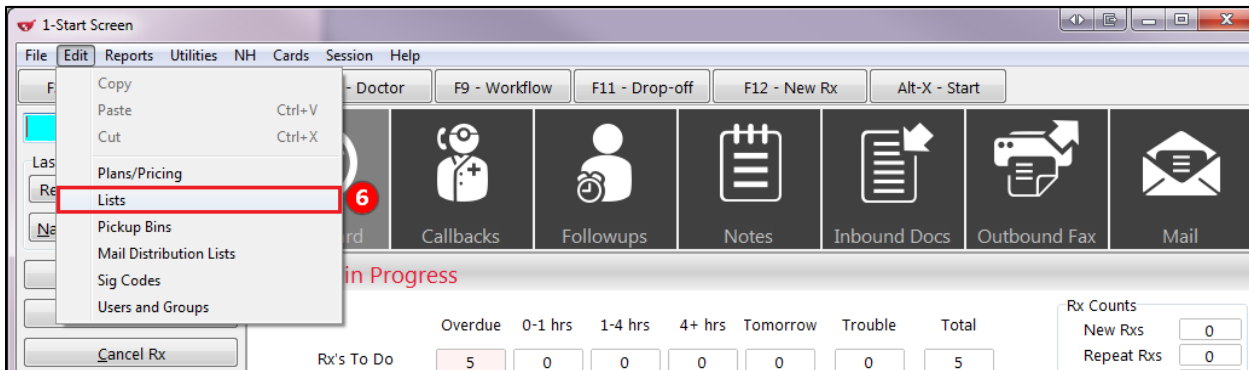 1-Start Screen
File Edit Reports Utilities NH Cards Session Help
F - Doctor F9 - Workflow F11 - Drop-off F12 - New Rx Alt-X - Start
Copy
Paste Ctrl+V
Cut Ctrl+X
Plans/Pricing
Lists
Pickup Bins
Mail Distribution Lists
Sig Codes
Users and Groups
6
Las
Re
Na
Cancel Rx
rd Callbacks Followups Notes Inbound Docs Outbound Fax Mail
in Progress
Overdue 0-1 hrs 1-4 hrs 4+ hrs Tomorrow Trouble Total
Rx's To Do 5 0 0 0 0 0 5
Rx Counts
New Rxs 0
Repeat Rxs 0